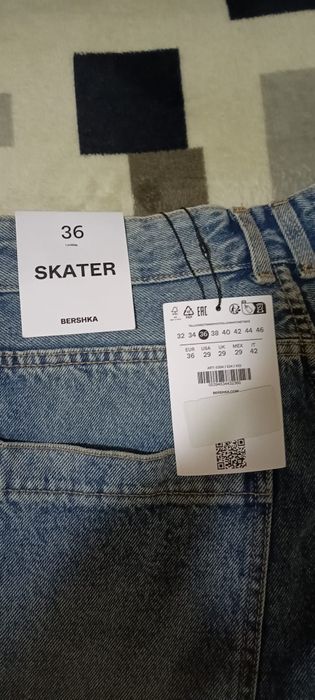 36
SKATER
BERSHKA
EAC
32 34 36 38 40 42 44 46
EUR USA UK MEX IT
36 29 29 29 42
BERSHKA.COM